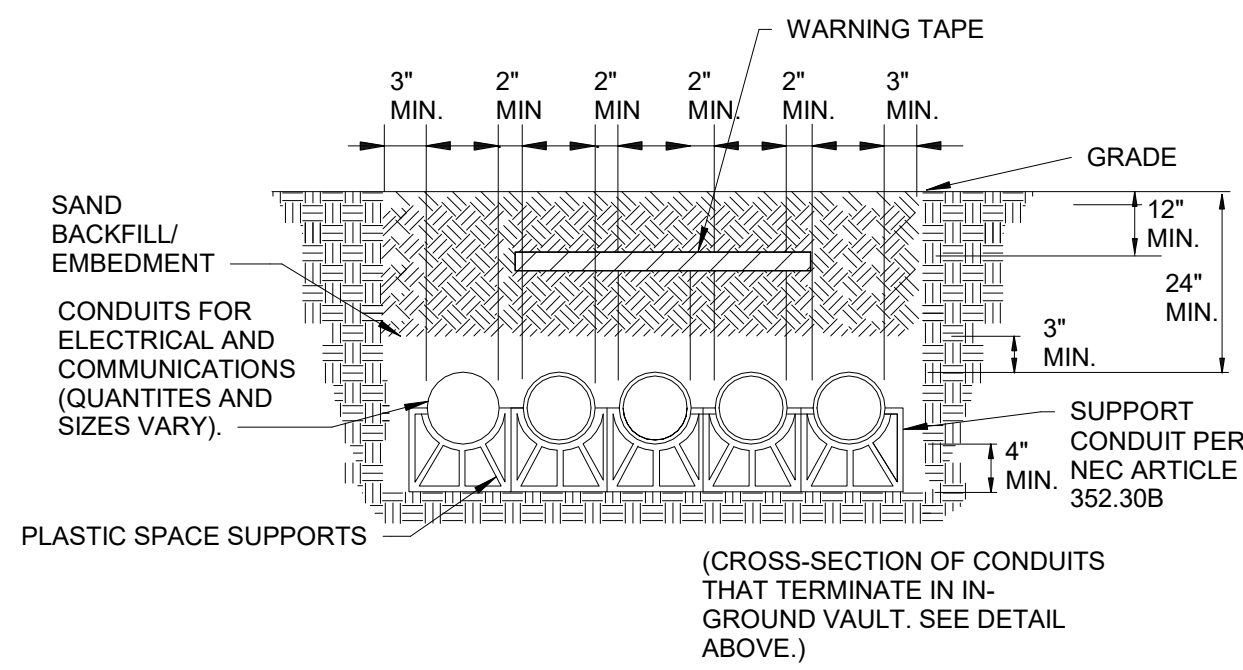 WARNING TAPE
3" 2" 2" 2" 2" 3"
MIN. MIN MIN MIN. MIN. MIN.
GRADE
SAND
BACKFILL/
EMBEDMENT
12"
MIN.
24"
MIN.
3"
MIN.
CONDUITS FOR
ELECTRICAL AND
COMMUNICATIONS
(QUANTITES AND
SIZES VARY).
SUPPORT
CONDUIT PER
NEC ARTICLE
352.30B
4"
MIN.
PLASTIC SPACE SUPPORTS
(CROSS-SECTION OF CONDUITS
THAT TERMINATE IN IN-
GROUND VAULT. SEE DETAIL
ABOVE.)